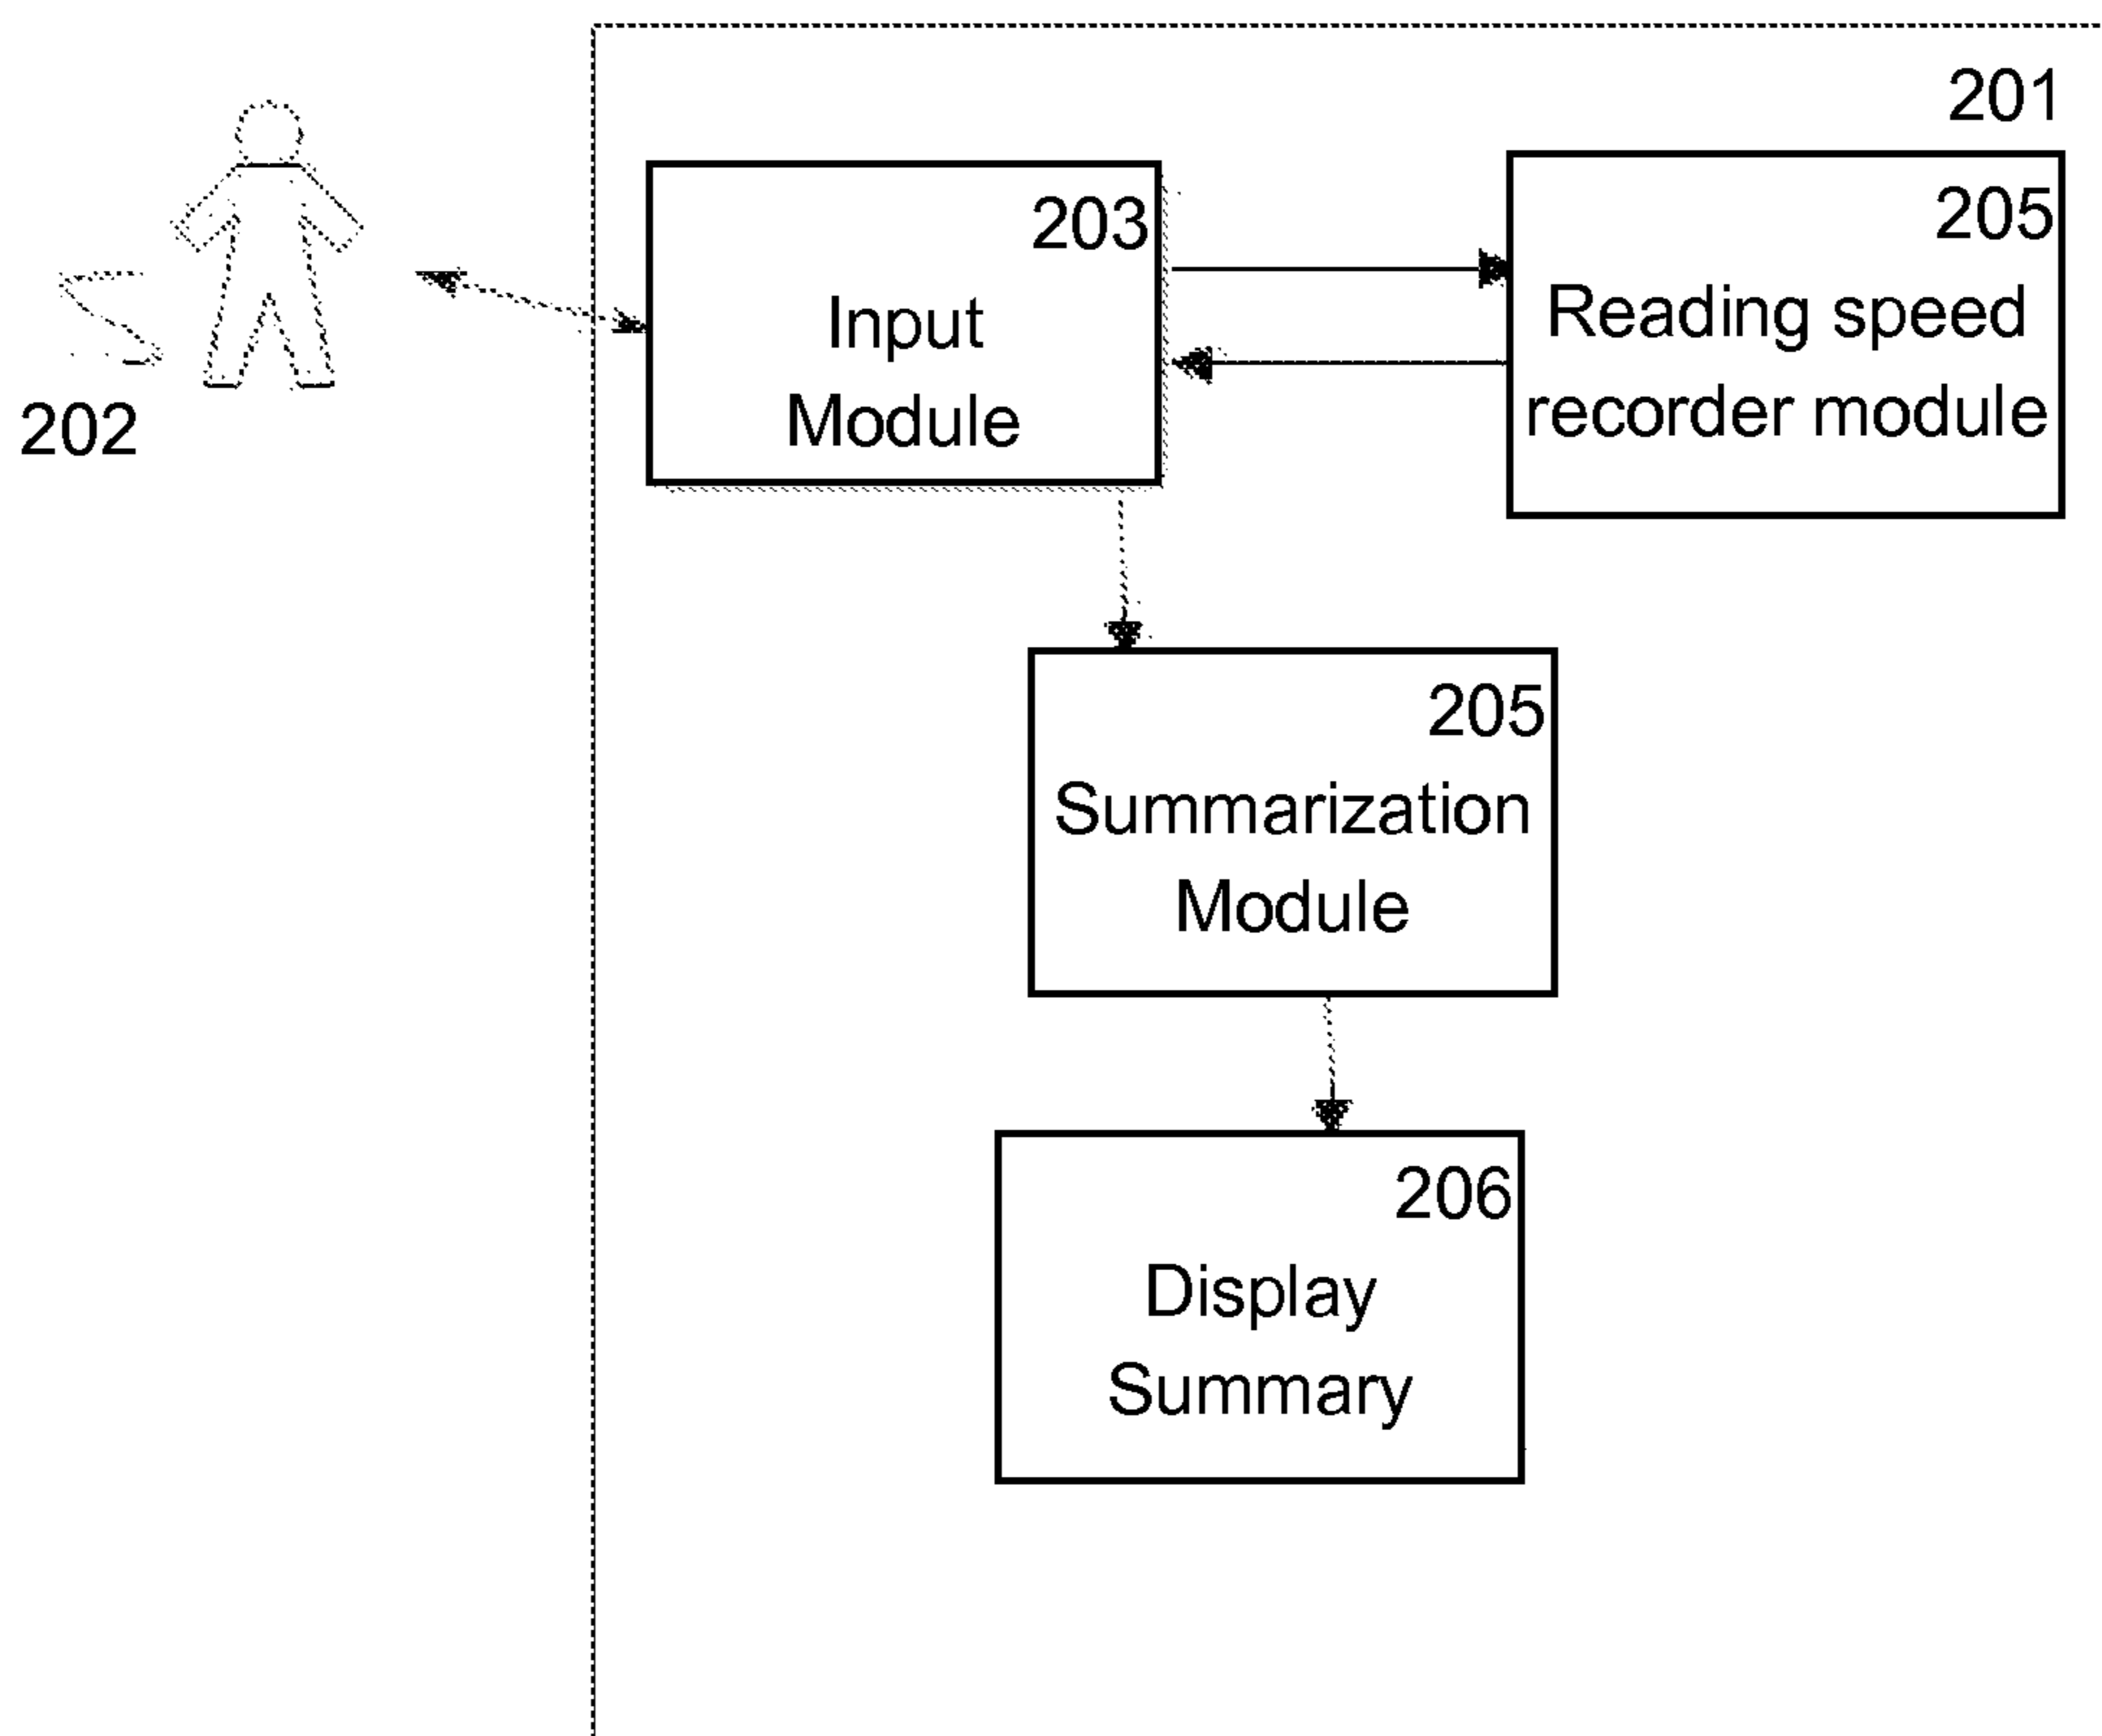 201
202
203
Input
Module
205
Reading speed
recorder module
205
Summarization
Module
206
Display
Summary